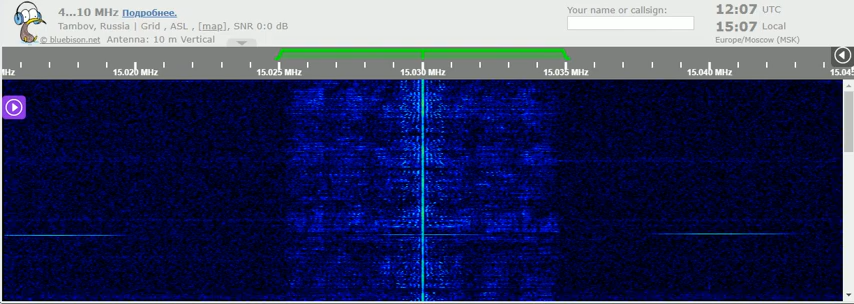 4...10 MHz Подробнее.
Tambov, Russia | Grid , ASL , [map], SNR 0:0 dB
© bluebison.net Antenna: 10 m Vertical
Your name or callsign:
12:07 UTC
15:07 Local
Europe/Moscow (MSK)
MHz 15.020 MHz 15.025 MHz 15.030 MHz 15.035 MHz 15.040 MHz 15.045